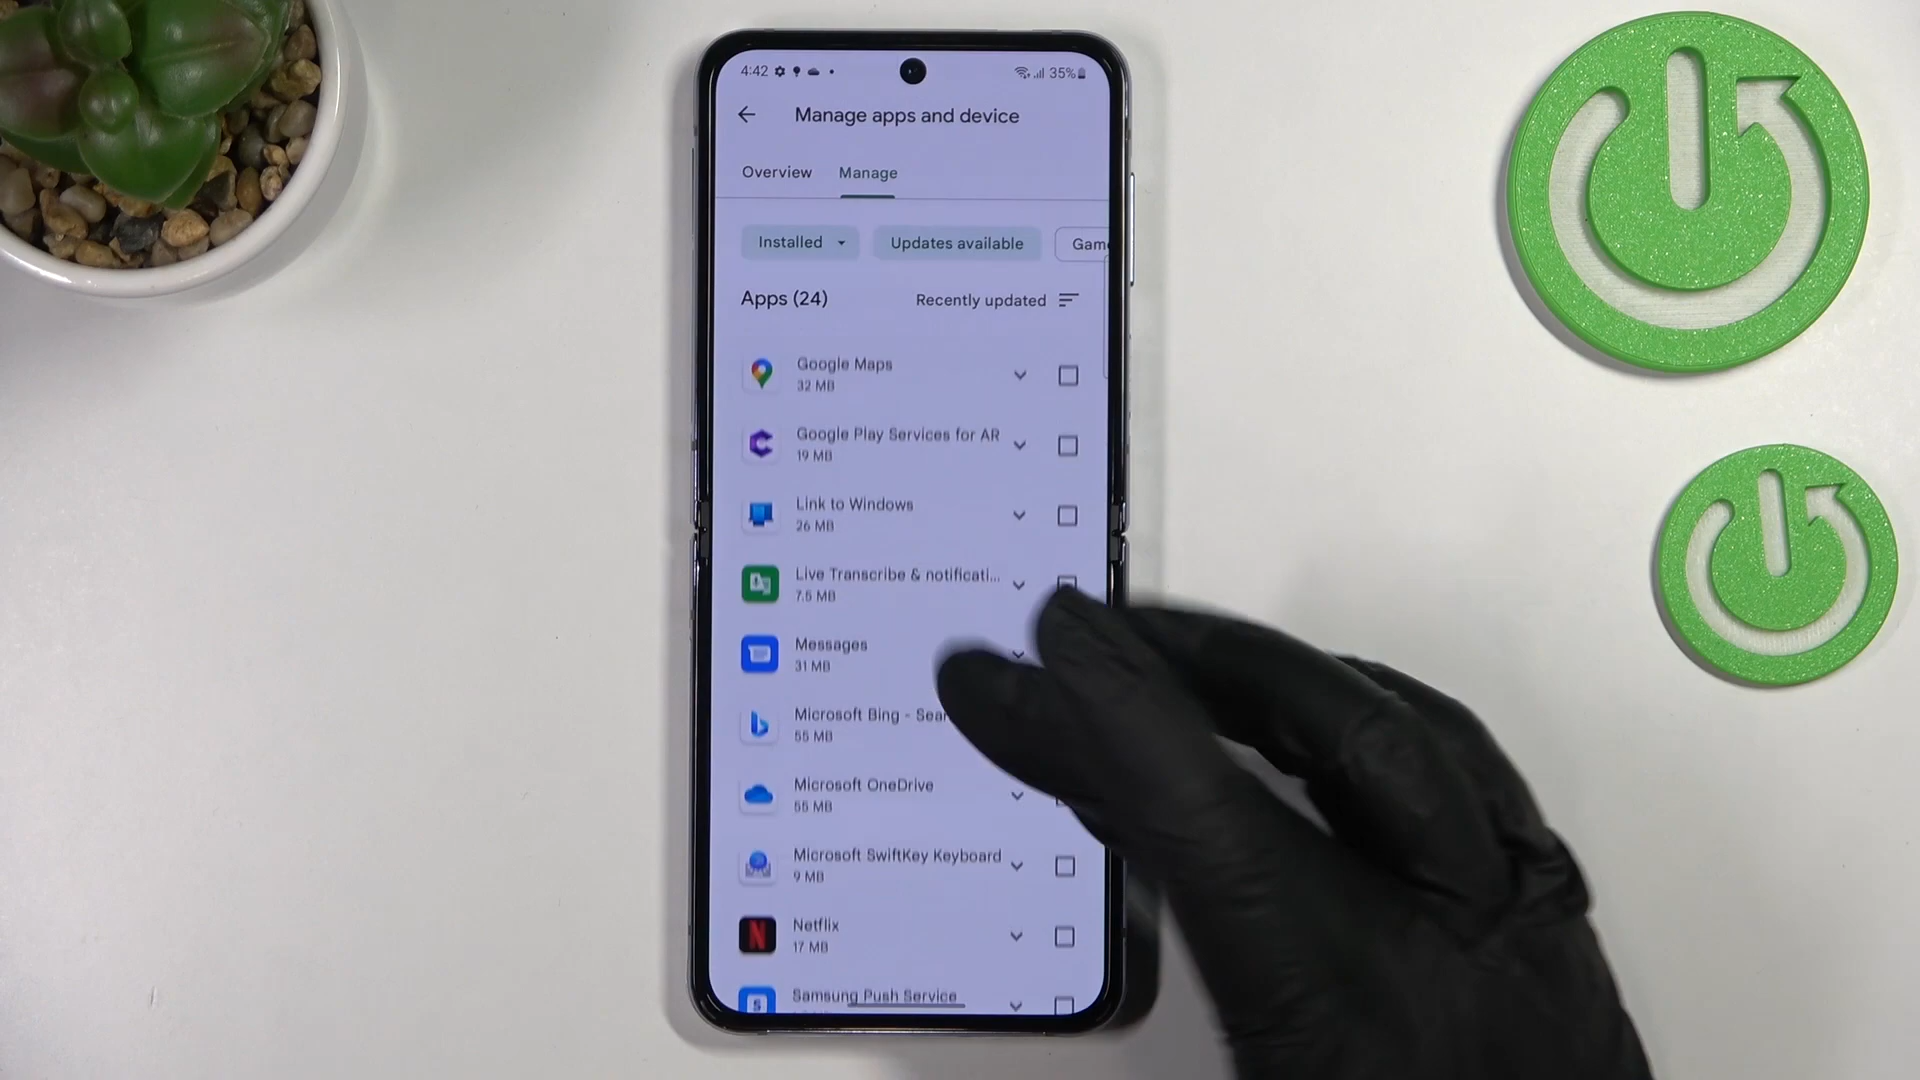 4:42
35%
Manage apps and device
Overview Manage
Installed Updates available Gam
Apps (24) Recently updated
Google Maps
32 MB
Google Play Services for AR
19 MB
Link to Windows
26 MB
Live Transcribe & notificati...
7.5 MB
Messages
31 MB
Microsoft Bing - Sear
55 MB
Microsoft OneDrive
55 MB
Microsoft SwiftKey Keyboard
9 MB
Netflix
17 MB
Samsung Push Service